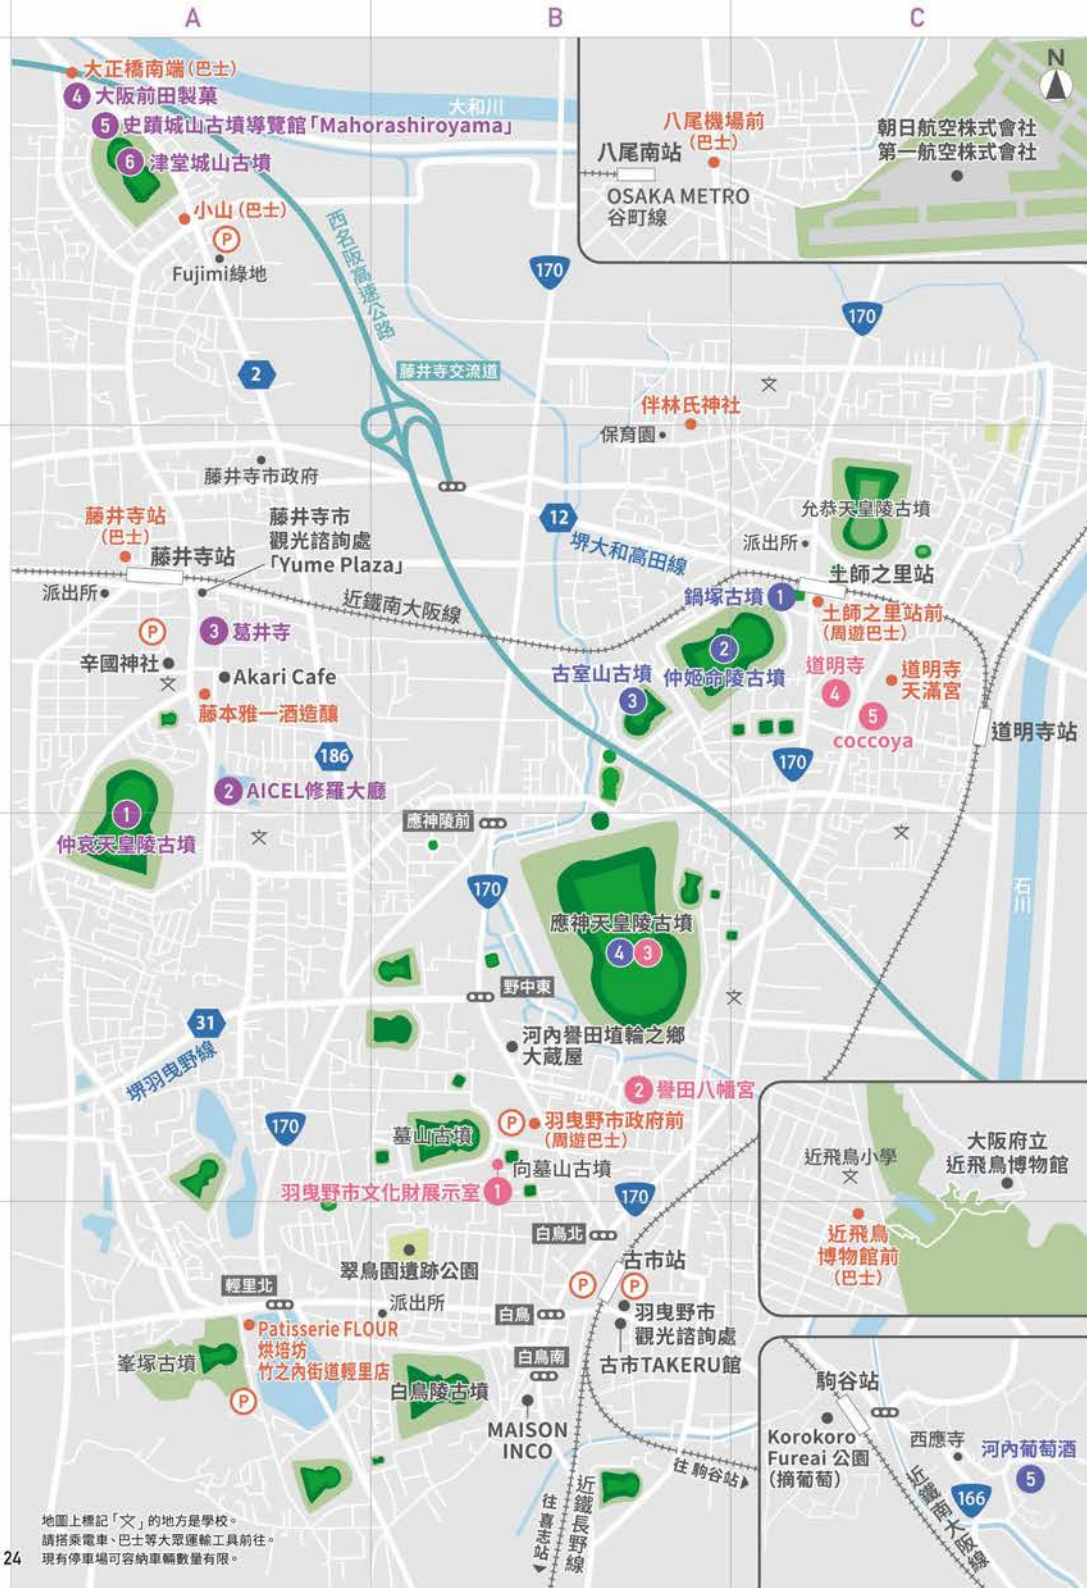 A
B
C
大正橋南端(巴士)
4 大阪前田製菓
5 史蹟城山古墳導覽館「Mahorashiroyama」
6 津堂城山古墳
小山(巴士)
P
Fujimi綠地
大和川
西名阪高速公路
八尾機場前
(巴士)
八尾南站
OSAKA METRO
谷町線
朝日航空株式會社
第一航空株式會社
N
170
170
2
藤井寺交流道
文
伴林氏神社
保育園
藤井寺市政府
藤井寺站
(巴士)
藤井寺站
藤井寺市
觀光諮詢處
「Yume Plaza」
派出所
12
堺大和高田線
允恭天皇陵古墳
派出所
土師之里站
近鐵南大阪線
鍋塚古墳 1
土師之里站前
(周遊巴士)
P
3 葛井寺
辛國神社
文
Akari Cafe
藤本雅一酒造釀
古室山古墳
3
2
仲姬命陵古墳
道明寺
4
道明寺
天滿宮
5
coccoya
道明寺站
186
2 AICEL修羅大廳
170
1
仲哀天皇陵古墳
文
應神陵前
文
石川
170
應神天皇陵古墳
4 3
野中東
文
31
堺羽曳野線
河內譽田埴輪之鄉
大蔵屋
2 譽田八幡宮
170
墓山古墳
P
羽曳野市政府前
(周遊巴士)
向墓山古墳
羽曳野市文化財展示室 1
170
近飛鳥小學
文
大阪府立
近飛鳥博物館
近飛鳥
博物館前
(巴士)
白鳥北
翠鳥園遺跡公園
古市站
P
P
輕里北
派出所
白鳥
羽曳野市
觀光諮詢處
Patisserie FLOUR
烘培坊
竹之內街道輕里店
峯塚古墳
P
白鳥南
古市TAKERU館
白鳥陵古墳
MAISON
INCO
駒谷站
Korokoro
Fureai 公園
(摘葡萄)
西應寺
河內葡萄酒
5
166
近鐵南大阪線
往 駒谷站
近鐵長野線
往 喜志站
地圖上標記「文」的地方是學校。
請搭乘電車、巴士等大眾運輸工具前往。
現有停車場可容納車輛數量有限。
24